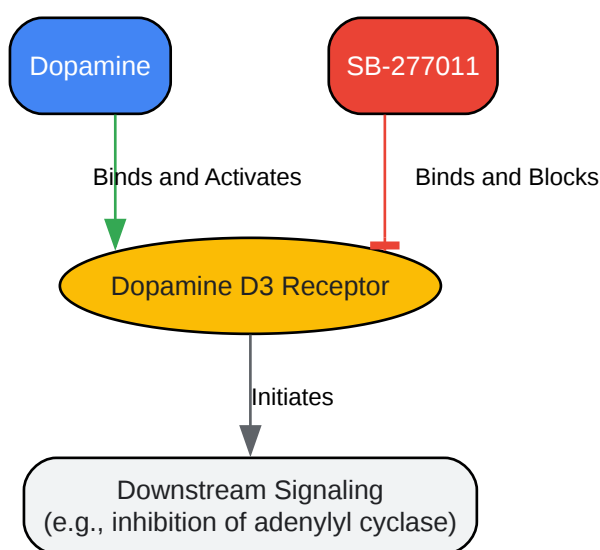 Dopamine
SB-277011
Binds and Activates
Binds and Blocks
Dopamine D3 Receptor
Initiates
Downstream Signaling
(e.g., inhibition of adenylyl cyclase)